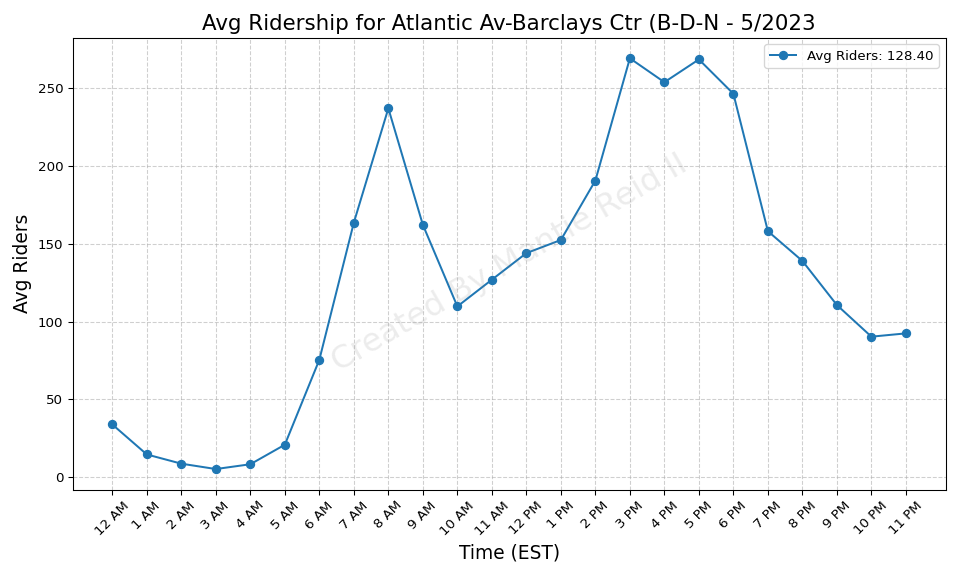 Avg Ridership for Atlantic Av-Barclays Ctr (B-D-N - 5/2023
Avg Riders: 128.40
Avg Riders
250
200
150
100
50
0
Created By Mantie Reid II
12 AM
1 AM
2 AM
3 AM
4 AM
5 AM
6 AM
7 AM
8 AM
9 AM
10 AM
11 AM
12 PM
1 PM
2 PM
3 PM
4 PM
5 PM
6 PM
7 PM
8 PM
9 PM
10 PM
11 PM
Time (EST)